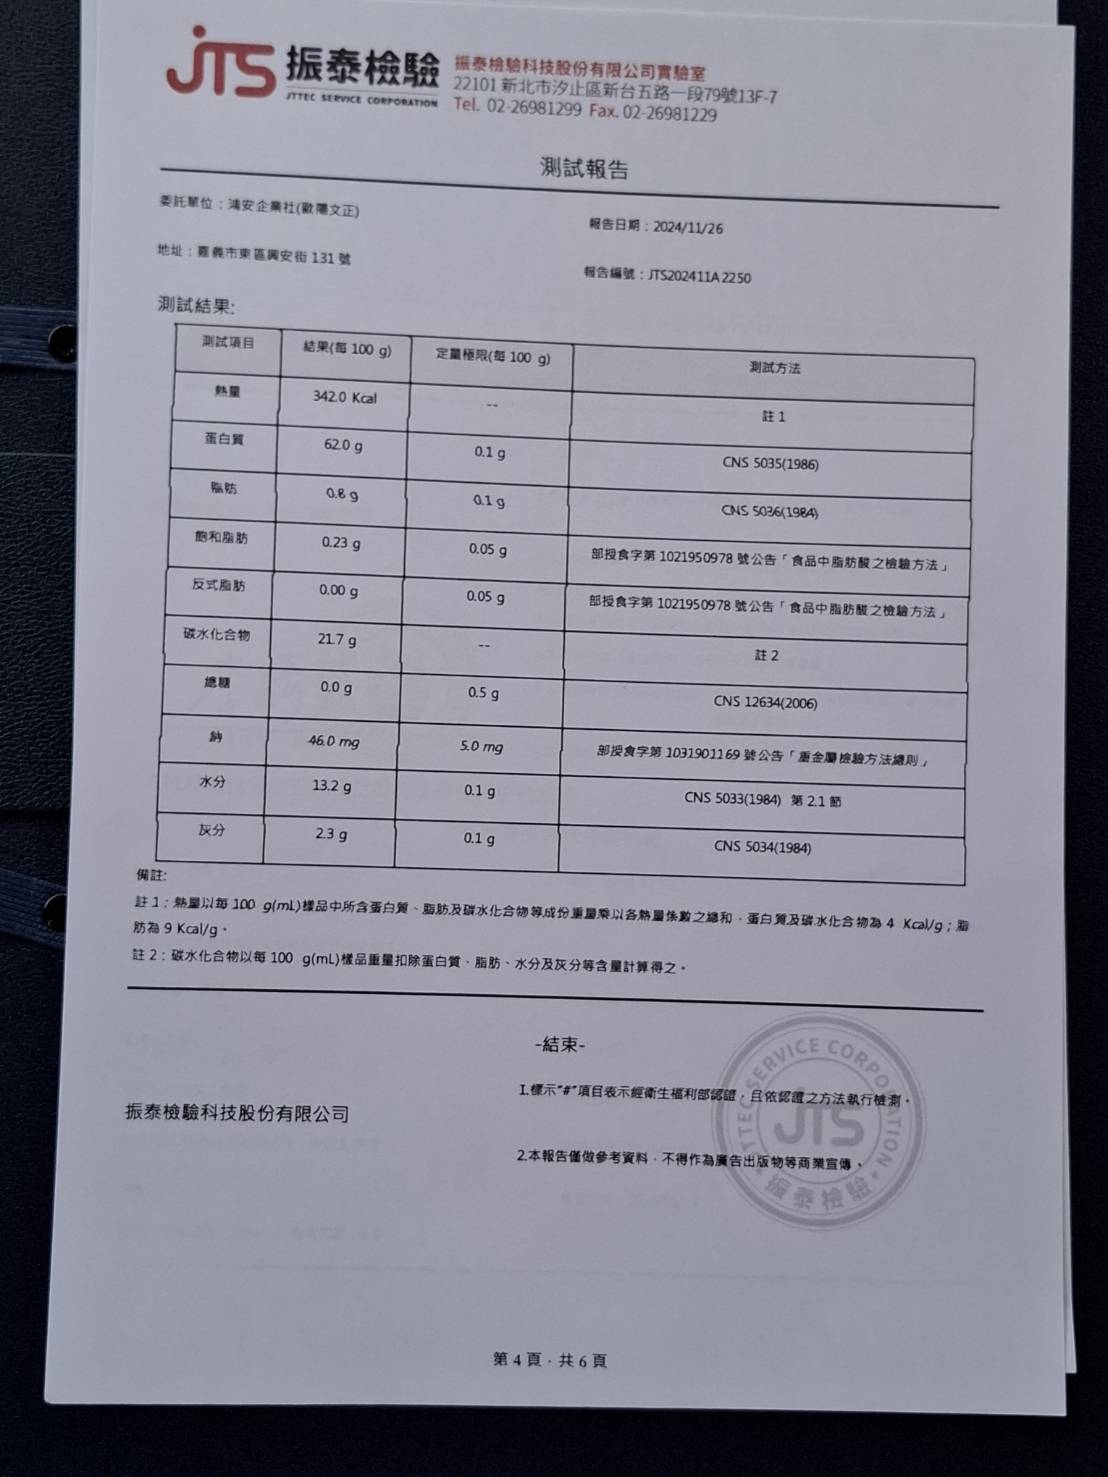 JTS 振泰檢驗
JTTEC SERVICE CORPORATION
振泰檢驗科技股份有限公司實驗室
22101 新北市汐止區新台五路一段79號13F-7
Tel. 02-26981299 Fax. 02-26981229
測試報告
委託單位：鴻安企業社(歐陽文正)
報告日期：2024/11/26
地址：嘉義市東區興安街 131 號
報告編號：JTS202411A2250
測試結果:
測試項目 結果(每 100 g) 定量極限(每 100 g) 測試方法
熱量 342.0 Kcal -- 註 1
蛋白質 62.0 g 0.1 g CNS 5035(1986)
脂肪 0.8 g 0.1 g CNS 5036(1984)
飽和脂肪 0.23 g 0.05 g 部授食字第 1021950978 號公告「食品中脂肪酸之檢驗方法」
反式脂肪 0.00 g 0.05 g 部授食字第 1021950978 號公告「食品中脂肪酸之檢驗方法」
碳水化合物 21.7 g -- 註 2
總糖 0.0 g 0.5 g CNS 12634(2006)
鈉 46.0 mg 5.0 mg 部授食字第 1031901169 號公告「重金屬檢驗方法總則」
水分 13.2 g 0.1 g CNS 5033(1984) 第 2.1 節
灰分 2.3 g 0.1 g CNS 5034(1984)
備註:
註 1：熱量以每 100 g(mL)樣品中所含蛋白質、脂肪及碳水化合物等成份重量乘以各熱量係數之總和，蛋白質及碳水化合物為 4 Kcal/g；脂
肪為 9 Kcal/g。
註 2：碳水化合物以每 100 g(mL)樣品重量扣除蛋白質、脂肪、水分及灰分等含量計算得之。
-結束-
1.標示"#"項目表示經衛生福利部認證，且依認證之方法執行檢測。
振泰檢驗科技股份有限公司
2.本報告僅做參考資料，不得作為廣告出版物等商業宣傳。
JTTEC SERVICE CORPORATION
JTS
振泰檢驗
第 4 頁，共 6 頁